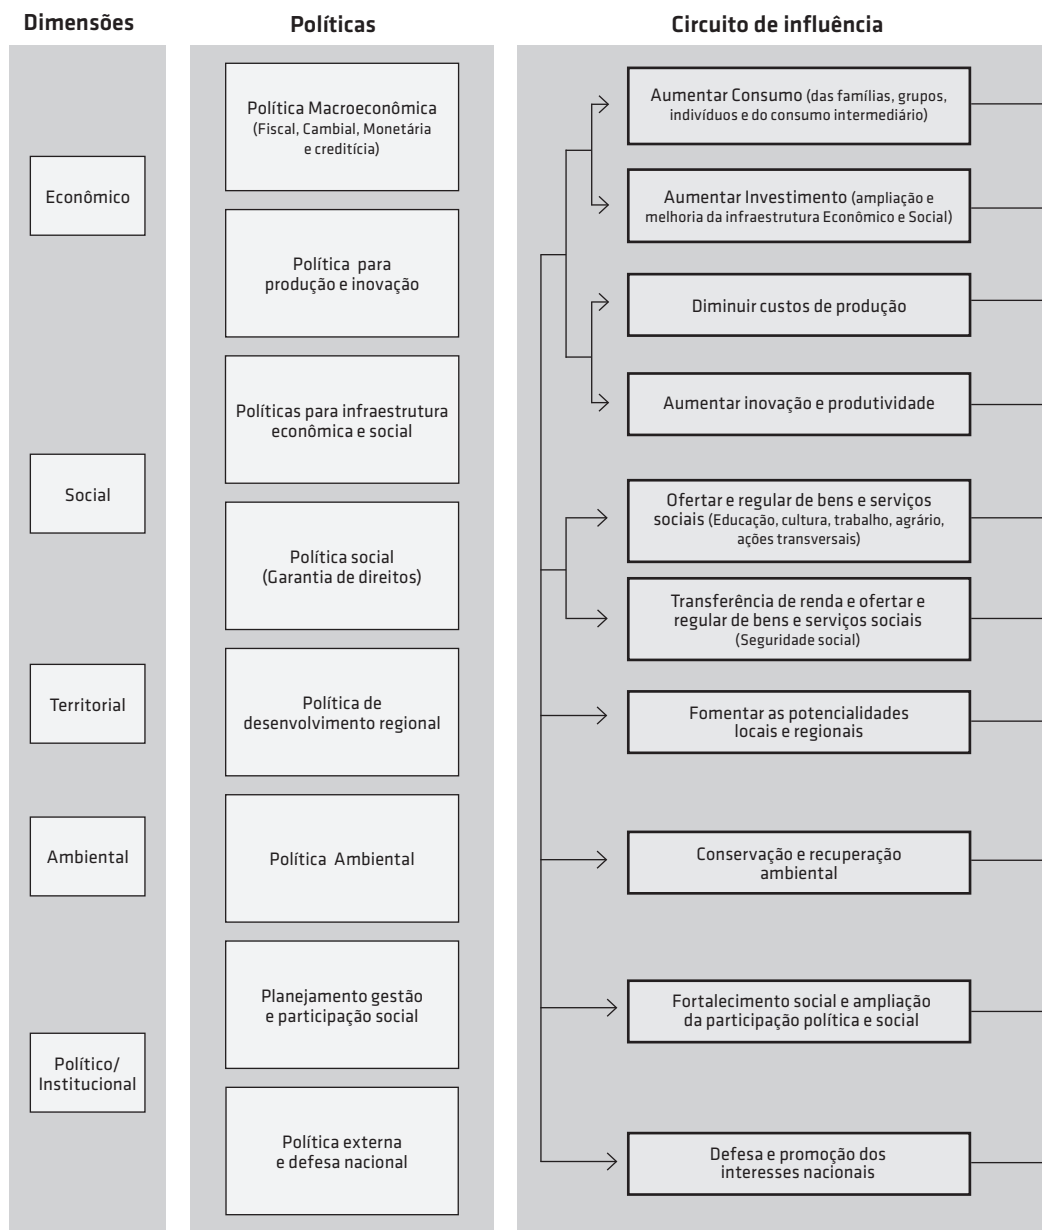 Dimensões
Políticas
Circuito de influência
Econômico
Social
Territorial
Ambiental
Político/
Institucional
Política Macroeconômica
(Fiscal, Cambial, Monetária
e creditícia)
Política para
produção e inovação
Políticas para infraestrutura
econômica e social
Política social
(Garantia de direitos)
Política de
desenvolvimento regional
Política Ambiental
Planejamento gestão
e participação social
Política externa
e defesa nacional
Aumentar Consumo (das famílias, grupos,
indivíduos e do consumo intermediário)
Aumentar Investimento (ampliação e
melhoria da infraestrutura Econômico e Social)
Diminuir custos de produção
Aumentar inovação e produtividade
Ofertar e regular de bens e serviços
sociais (Educação, cultura, trabalho, agrário,
ações transversais)
Transferência de renda e ofertar e
regular de bens e serviços sociais
(Seguridade social)
Fomentar as potencialidades
locais e regionais
Conservação e recuperação
ambiental
Fortalecimento social e ampliação
da participação política e social
Defesa e promoção dos
interesses nacionais